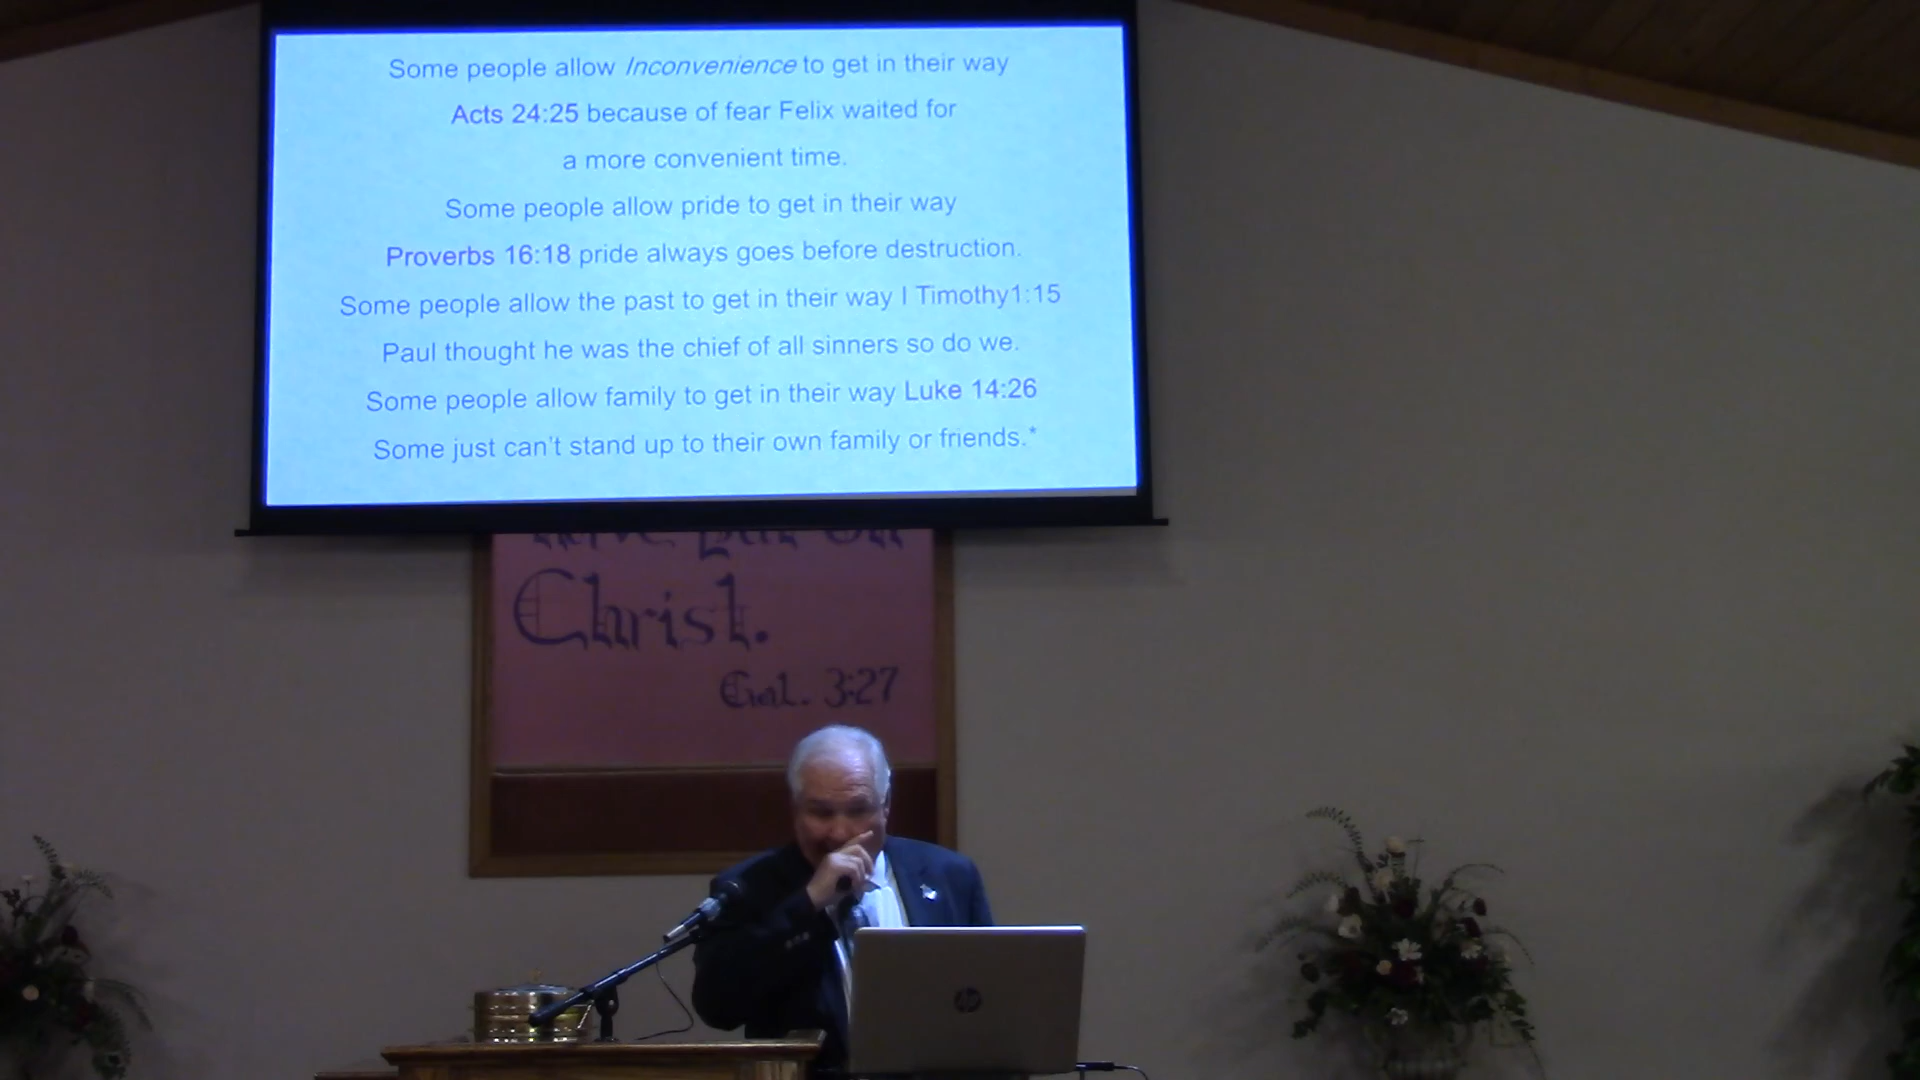 Some people allow Inconvenience to get in their way
Acts 24:25 because of fear Felix waited for
a more convenient time.
Some people allow pride to get in their way
Proverbs 16:18 pride always goes before destruction.
Some people allow the past to get in their way I Timothy1:15
Paul thought he was the chief of all sinners so do we.
Some people allow family to get in their way Luke 14:26
Some just can't stand up to their own family or friends.*
Christ.
Gal. 3:27
hp